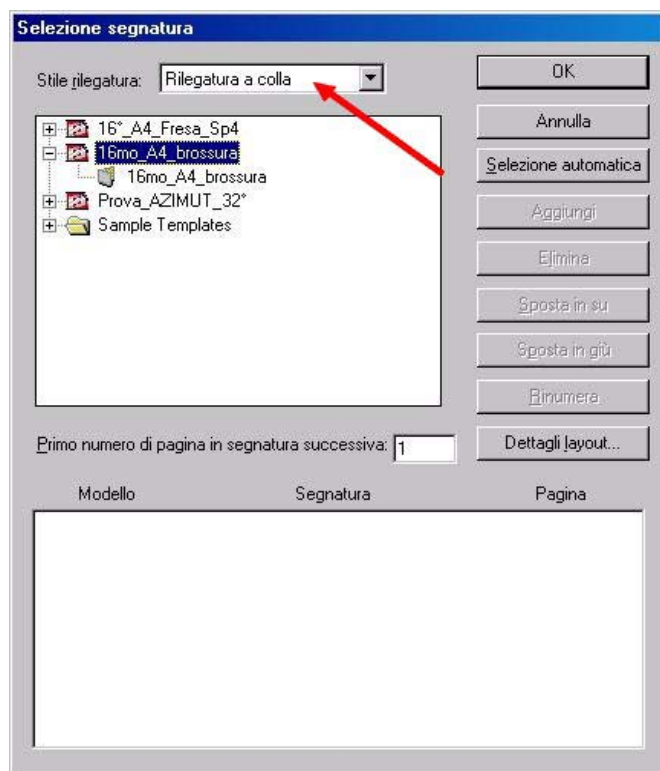 Selezione segnatura
Stile rilegatura: Rilegatura a colla
OK
Annulla
Selezione automatica
Aggiungi
Elimina
Sposta in su
Sposta in giù
Rinumera
Dettagli layout...
16°_A4_Fresa_Sp4
16mo_A4_brossura
16mo_A4_brossura
Prova_AZIMUT_32°
Sample Templates
Primo numero di pagina in segnatura successiva: 1
Modello Segnatura Pagina